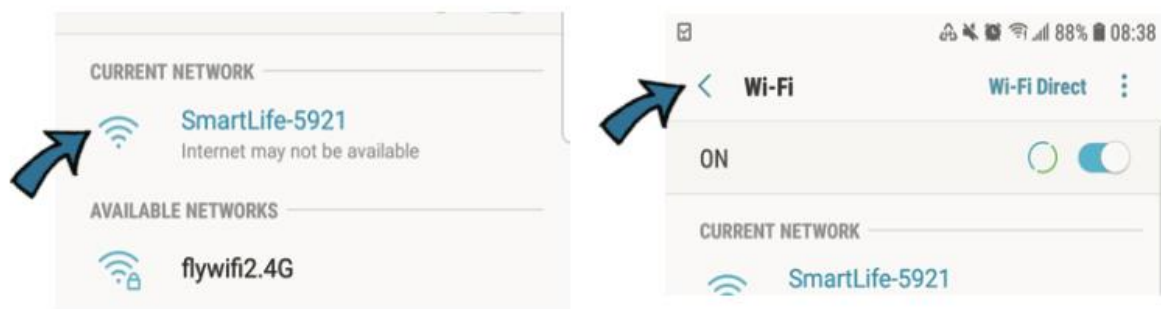 CURRENT NETWORK
SmartLife-5921
Internet may not be available
AVAILABLE NETWORKS
flywifi2.4G
88% 08:38
Wi-Fi Wi-Fi Direct
ON
CURRENT NETWORK
SmartLife-5921